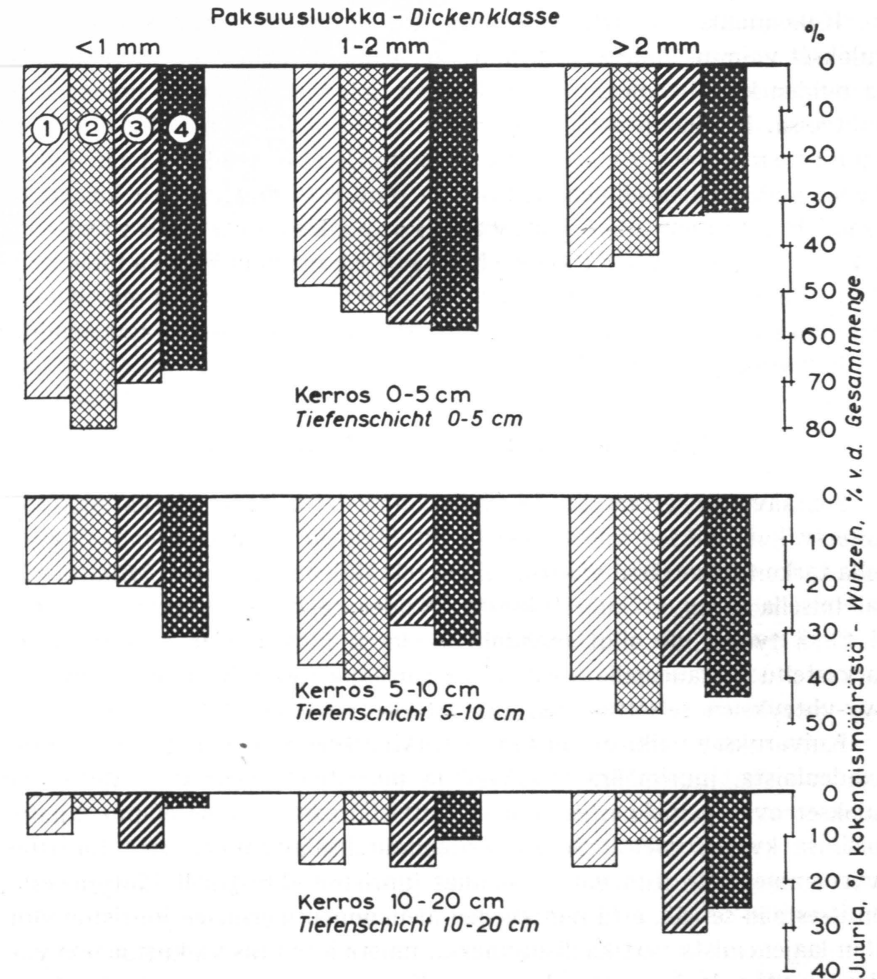 Paksuusluokka - Dickenklasse
<1 mm 1-2 mm >2 mm
%
0
10
20
30
40
50
60
70
80
1 2 3 4
Kerros 0-5 cm
Tiefenschicht 0-5 cm
0
10
20
30
40
50
Kerros 5-10 cm
Tiefenschicht 5-10 cm
0
10
20
30
40
Kerros 10-20 cm
Tiefenschicht 10-20 cm
Juuria, % kokonaismäärästä - Wurzeln, % v. d. Gesamtmenge